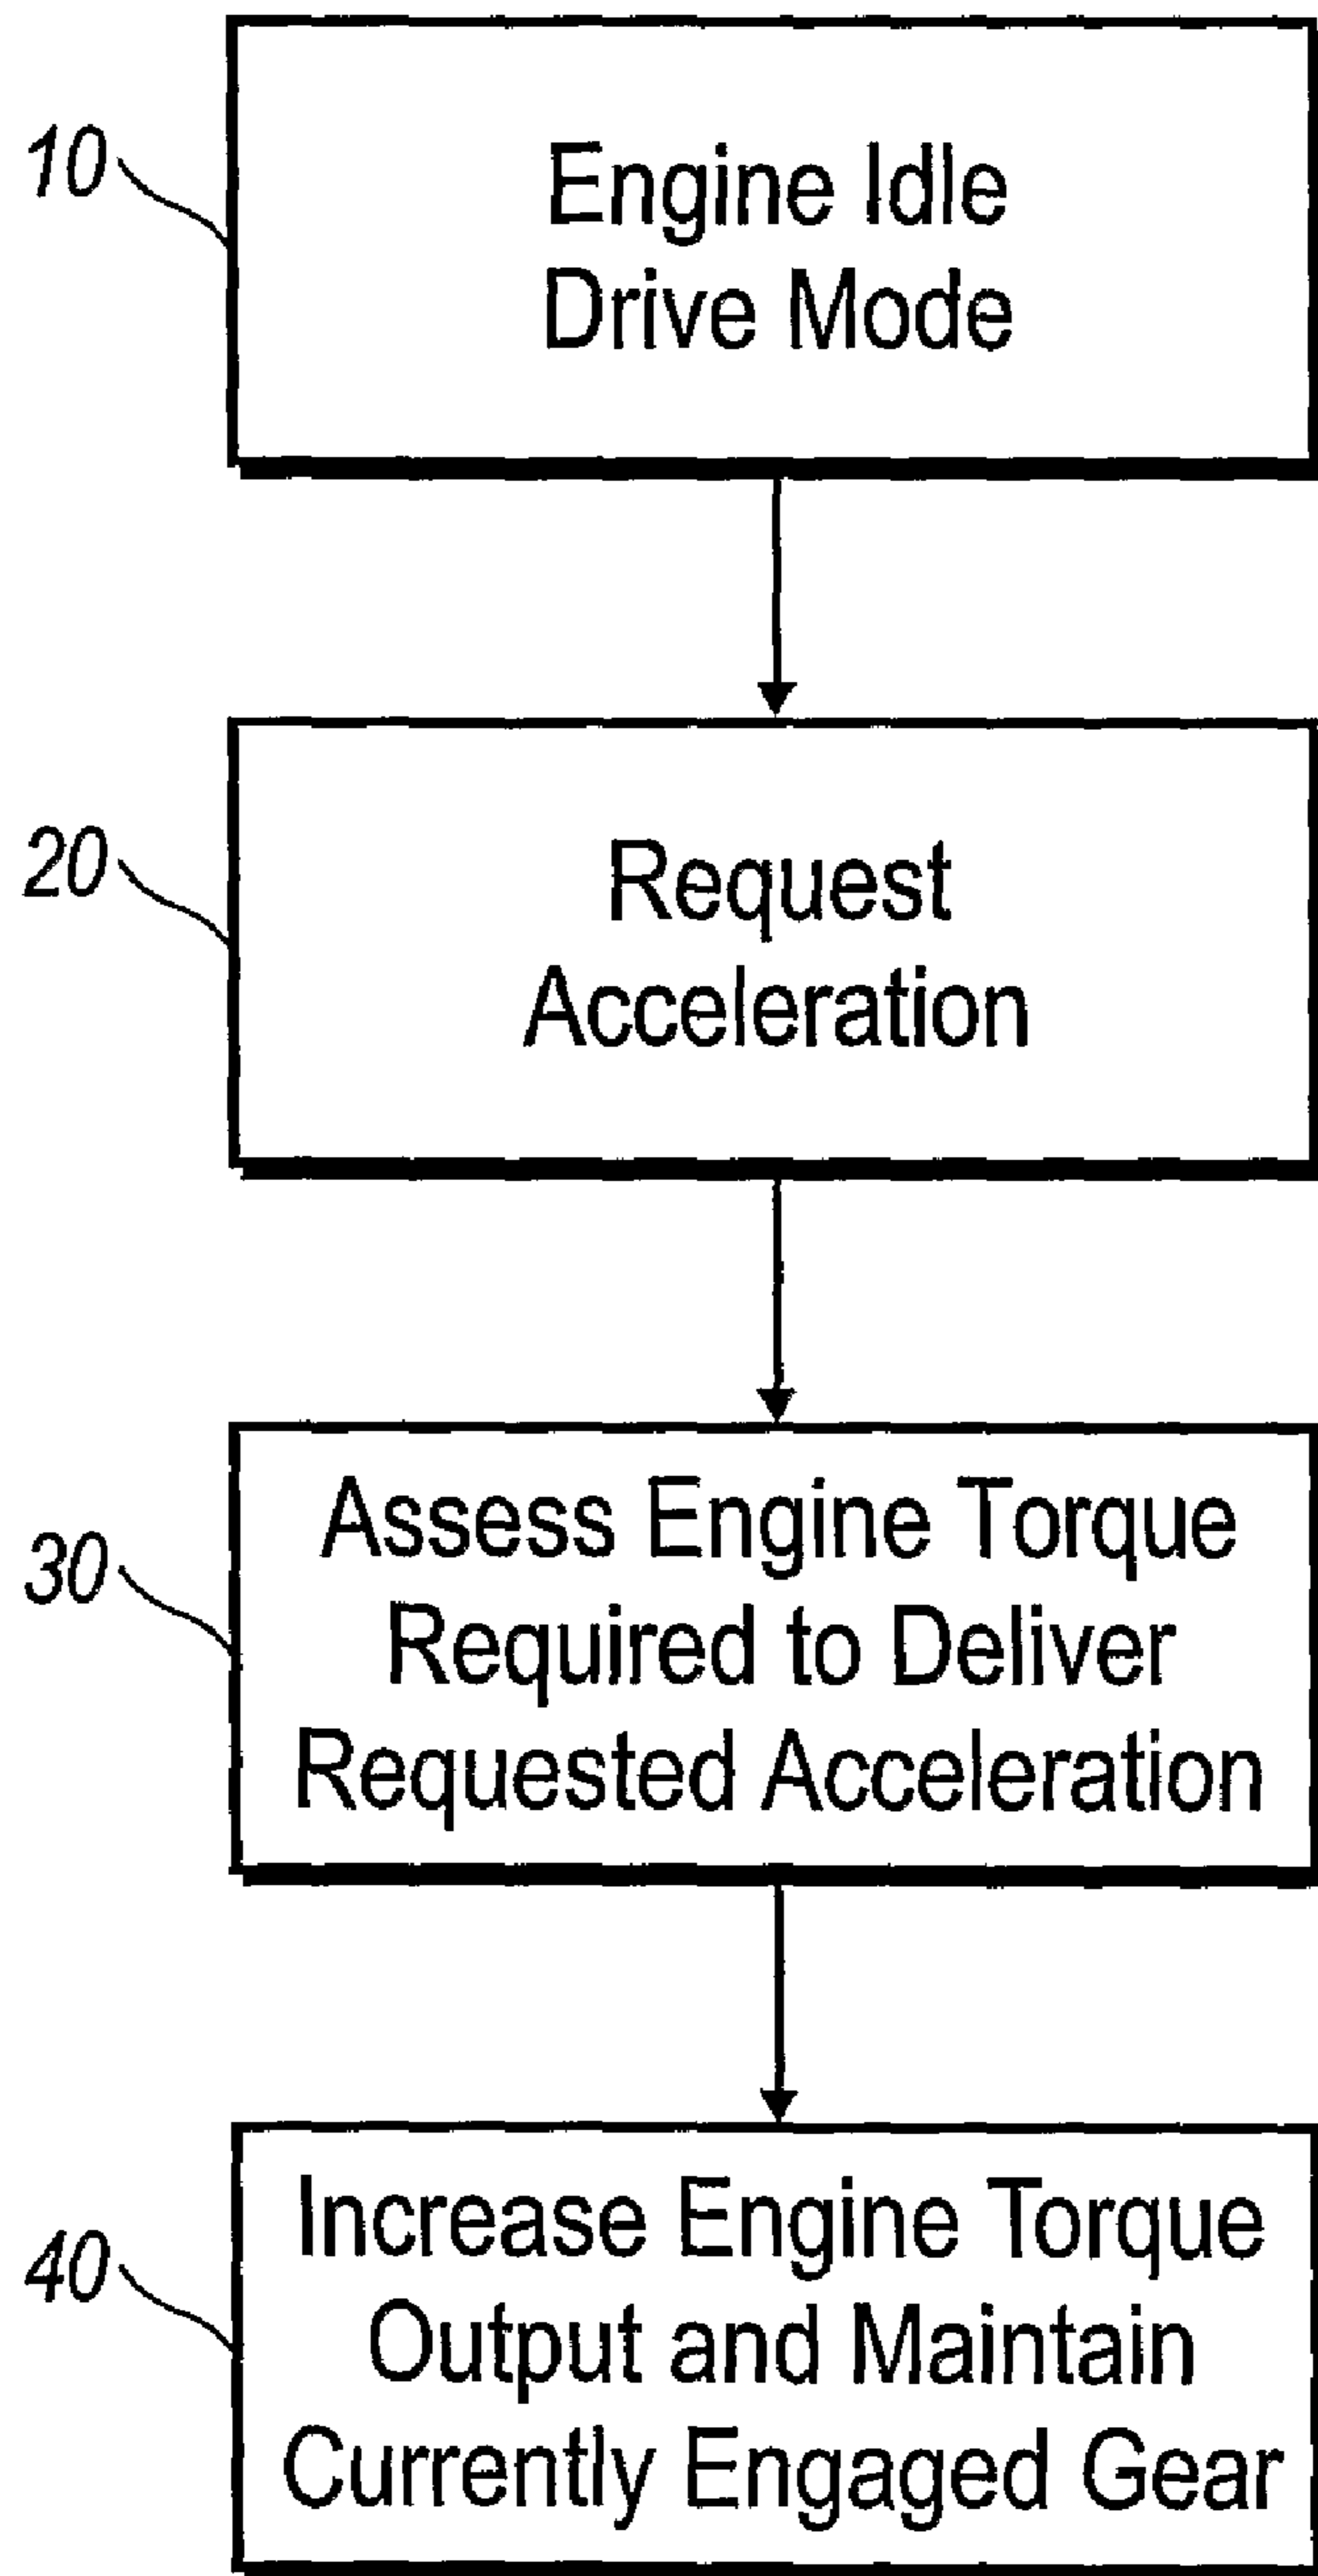 10
Engine Idle
Drive Mode
20
Request
Acceleration
30
Assess Engine Torque
Required to Deliver
Requested Acceleration
40
Increase Engine Torque
Output and Maintain
Currently Engaged Gear